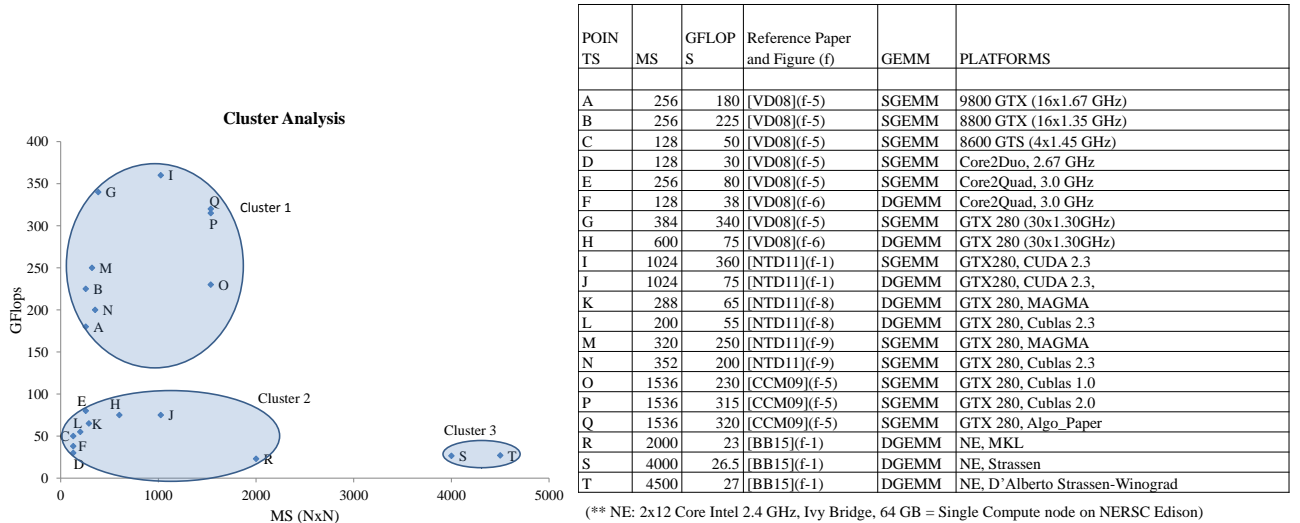 Cluster Analysis
400
350
300
250
200
150
100
50
0
GFlops
0 1000 2000 3000 4000 5000
MS (NxN)
I
G
Q
P
Cluster 1
M
B
O
N
A
E
H
Cluster 2
J
L
K
C
F
D
R
Cluster 3
S
T
POIN
TS MS GFLOP
S Reference Paper
and Figure (f) GEMM PLATFORMS
A 256 180 [VD08](f-5) SGEMM 9800 GTX (16x1.67 GHz)
B 256 225 [VD08](f-5) SGEMM 8800 GTX (16x1.35 GHz)
C 128 50 [VD08](f-5) SGEMM 8600 GTS (4x1.45 GHz)
D 128 30 [VD08](f-5) SGEMM Core2Duo, 2.67 GHz
E 256 80 [VD08](f-5) SGEMM Core2Quad, 3.0 GHz
F 128 38 [VD08](f-6) DGEMM Core2Quad, 3.0 GHz
G 384 340 [VD08](f-5) SGEMM GTX 280 (30x1.30GHz)
H 600 75 [VD08](f-6) DGEMM GTX 280 (30x1.30GHz)
I 1024 360 [NTD11](f-1) SGEMM GTX280, CUDA 2.3
J 1024 75 [NTD11](f-1) DGEMM GTX280, CUDA 2.3,
K 288 65 [NTD11](f-8) DGEMM GTX 280, MAGMA
L 200 55 [NTD11](f-8) DGEMM GTX 280, Cublas 2.3
M 320 250 [NTD11](f-9) SGEMM GTX 280, MAGMA
N 352 200 [NTD11](f-9) SGEMM GTX 280, Cublas 2.3
O 1536 230 [CCM09](f-5) SGEMM GTX 280, Cublas 1.0
P 1536 315 [CCM09](f-5) SGEMM GTX 280, Cublas 2.0
Q 1536 320 [CCM09](f-5) SGEMM GTX 280, Algo_Paper
R 2000 23 [BB15](f-1) DGEMM NE, MKL
S 4000 26.5 [BB15](f-1) DGEMM NE, Strassen
T 4500 27 [BB15](f-1) DGEMM NE, D'Alberto Strassen-Winograd
(** NE: 2x12 Core Intel 2.4 GHz, Ivy Bridge, 64 GB = Single Compute node on NERSC Edison)